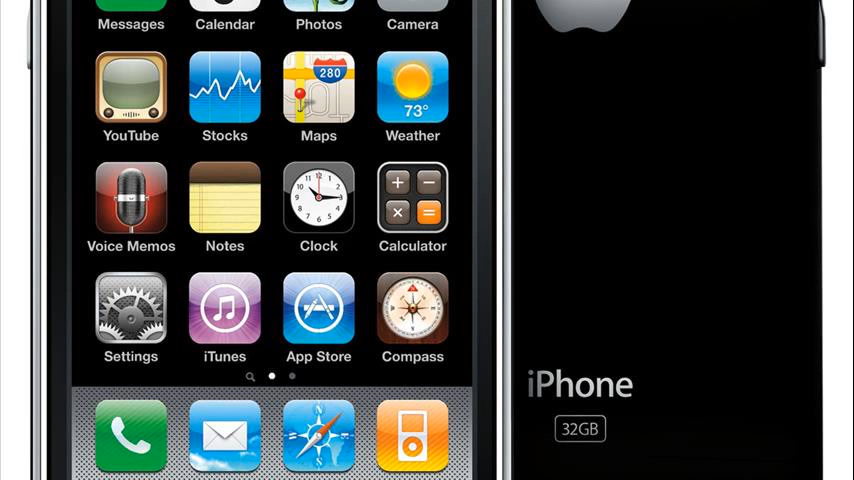 Messages Calendar Photos Camera
280
73°
YouTube Stocks Maps Weather
Voice Memos Notes Clock Calculator
Settings iTunes App Store Compass
iPhone
32GB